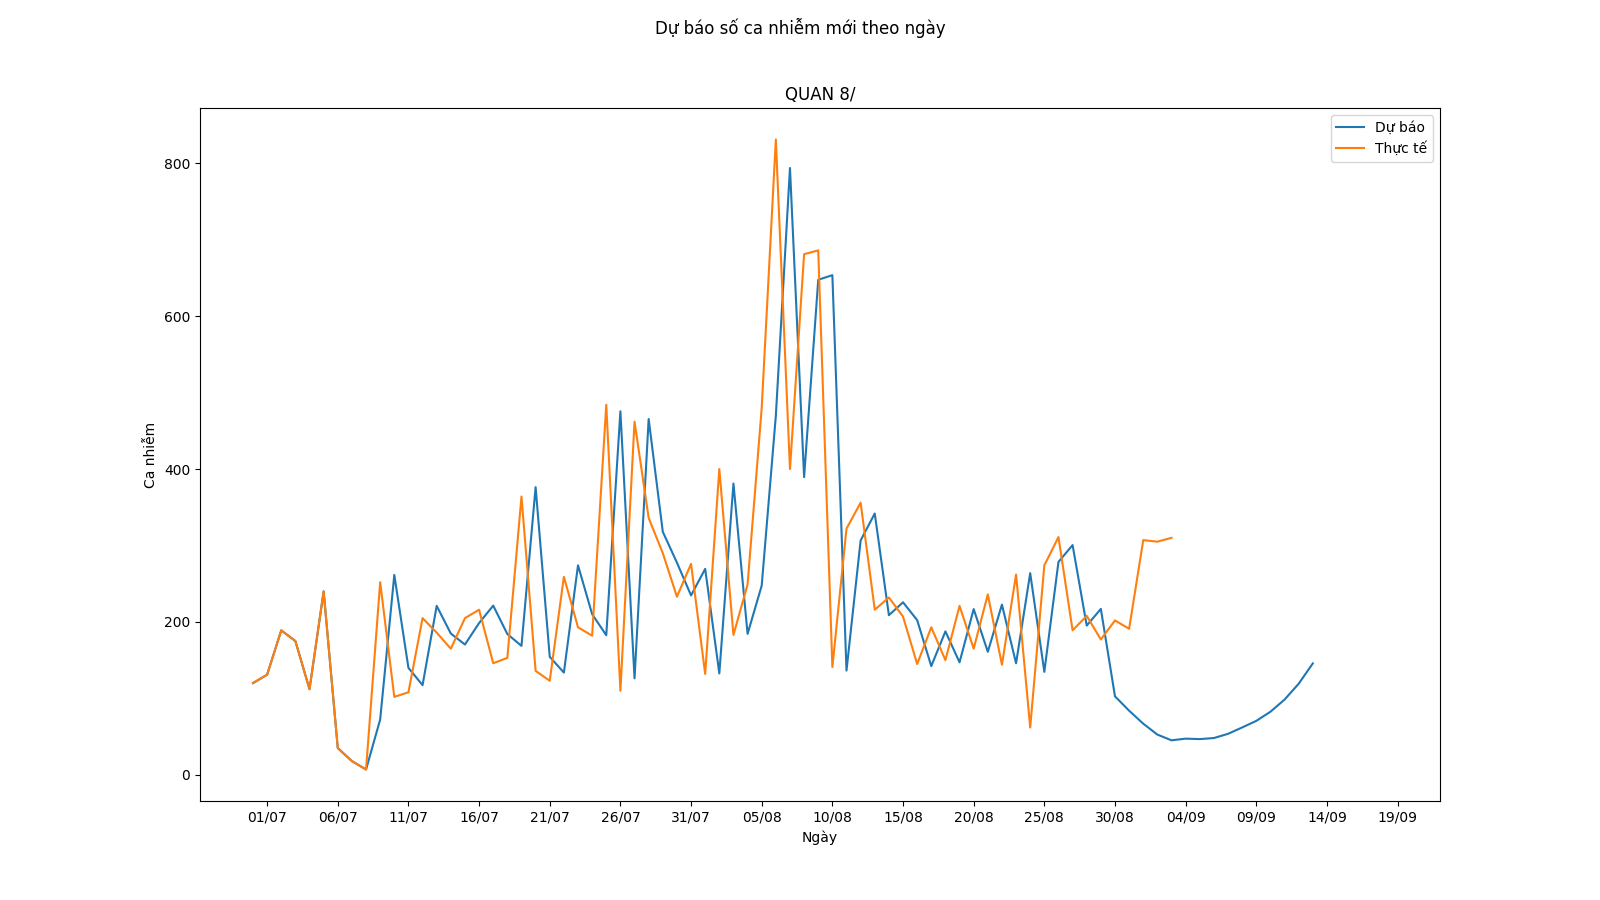 Dự báo số ca nhiễm mới theo ngày
QUAN 8/
Dự báo
Thực tế
800
600
400
200
0
Ca nhiễm
01/07 06/07 11/07 16/07 21/07 26/07 31/07 05/08 10/08 15/08 20/08 25/08 30/08 04/09 09/09 14/09 19/09
Ngày